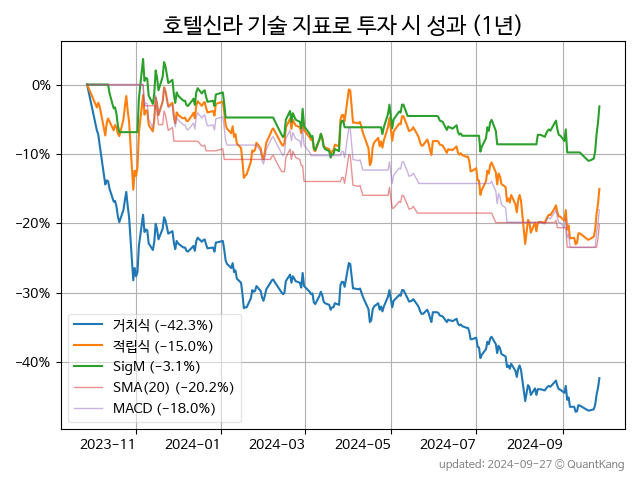 호텔신라 기술 지표로 투자 시 성과 (1년)
0%
−10%
−20%
−30%
−40%
거치식 (−42.3%)
적립식 (−15.0%)
SigM (−3.1%)
SMA(20) (−20.2%)
MACD (−18.0%)
2023-11 2024-01 2024-03 2024-05 2024-07 2024-09
updated: 2024-09-27 © QuantKang